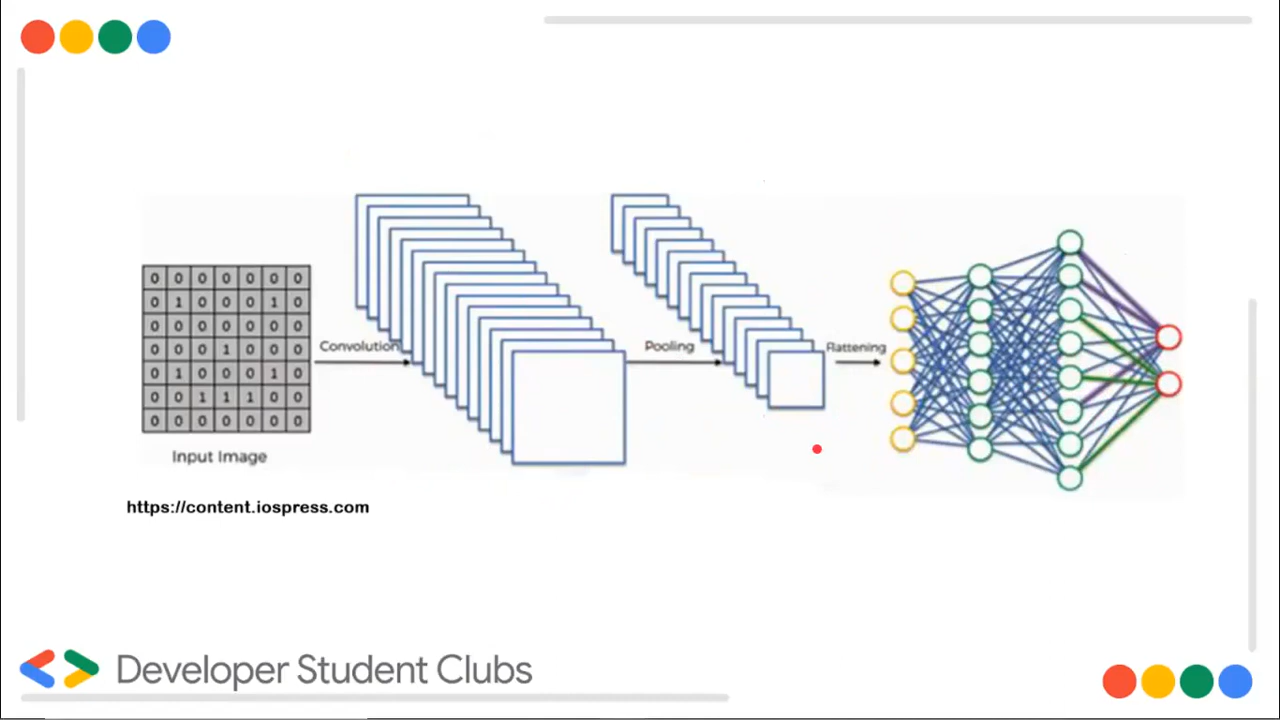 0 0 0 0 0 0 0
0 1 0 0 0 1 0
0 0 0 0 0 0 0
0 0 0 1 0 0 0
0 1 0 0 0 1 0
0 0 1 1 1 0 0
0 0 0 0 0 0 0
Input Image
Convolution
Pooling
Flattening
https://content.iospress.com
Developer Student Clubs